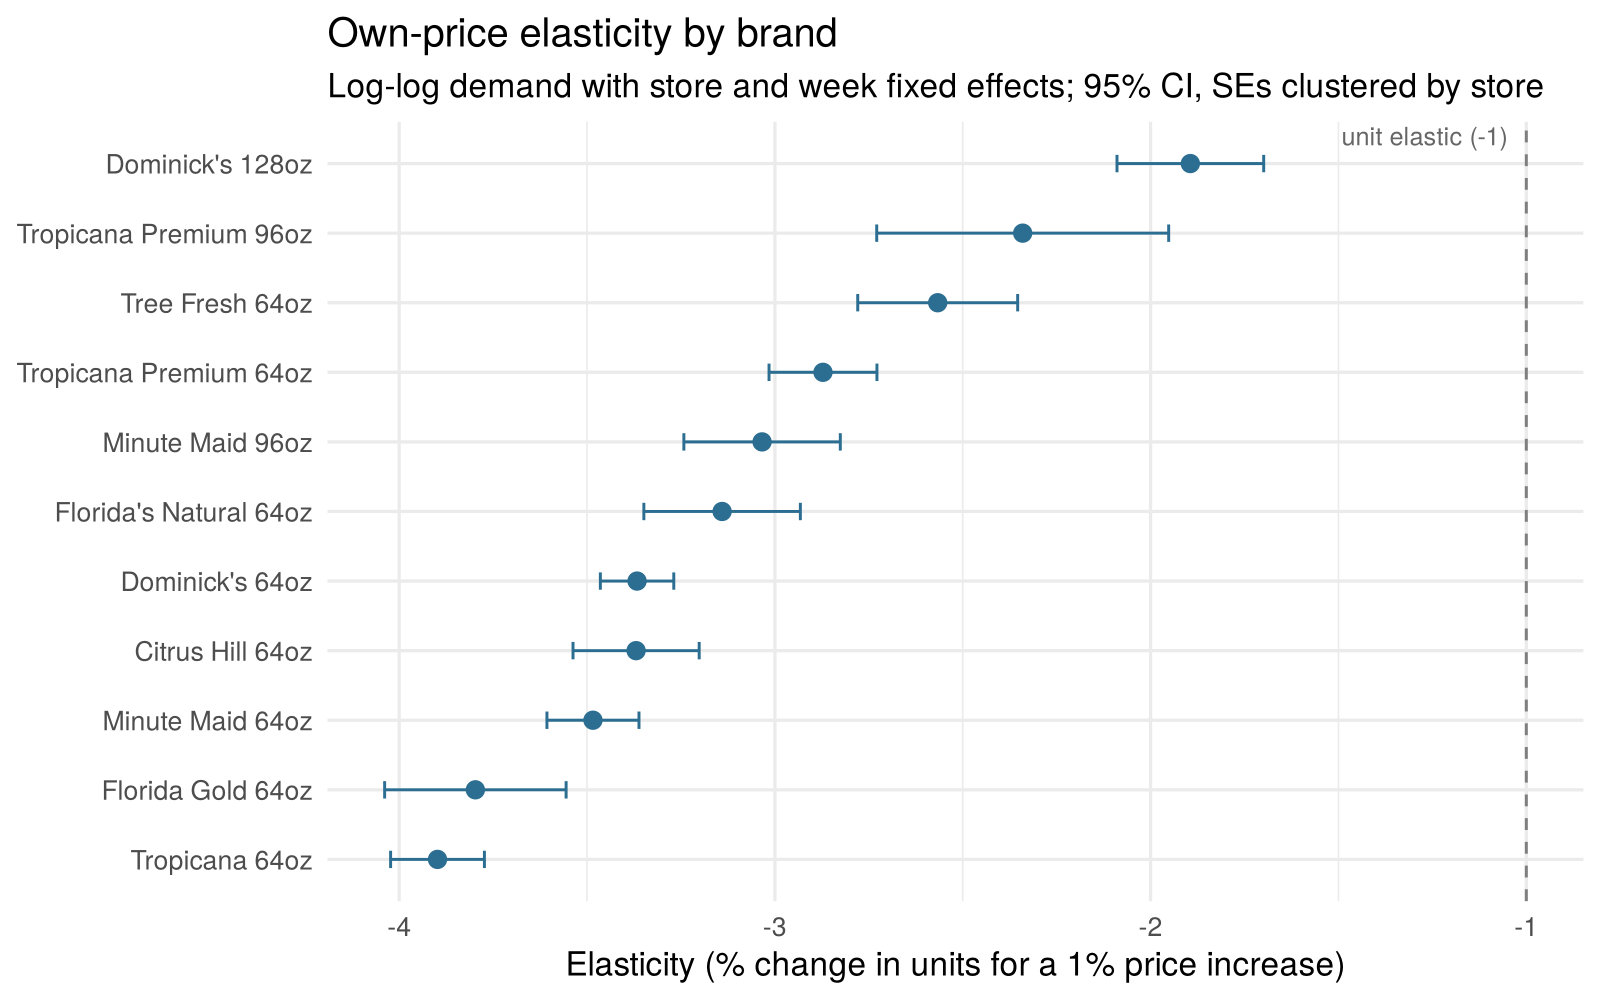 Own-price elasticity by brand
Log-log demand with store and week fixed effects; 95% CI, SEs clustered by store
unit elastic (-1)
Dominick's 128oz
Tropicana Premium 96oz
Tree Fresh 64oz
Tropicana Premium 64oz
Minute Maid 96oz
Florida's Natural 64oz
Dominick's 64oz
Citrus Hill 64oz
Minute Maid 64oz
Florida Gold 64oz
Tropicana 64oz
-4 -3 -2 -1
Elasticity (% change in units for a 1% price increase)